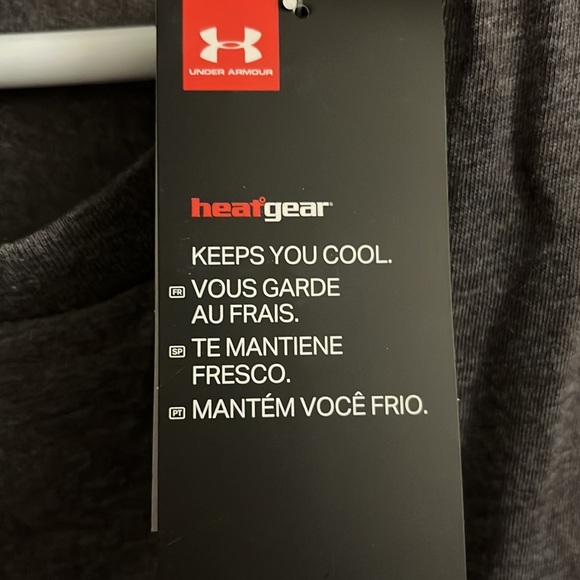 UNDER ARMOUR
heatgear
KEEPS YOU COOL.
FR VOUS GARDE
AU FRAIS.
SP TE MANTIENE
FRESCO.
PT MANTÉM VOCÊ FRIO.